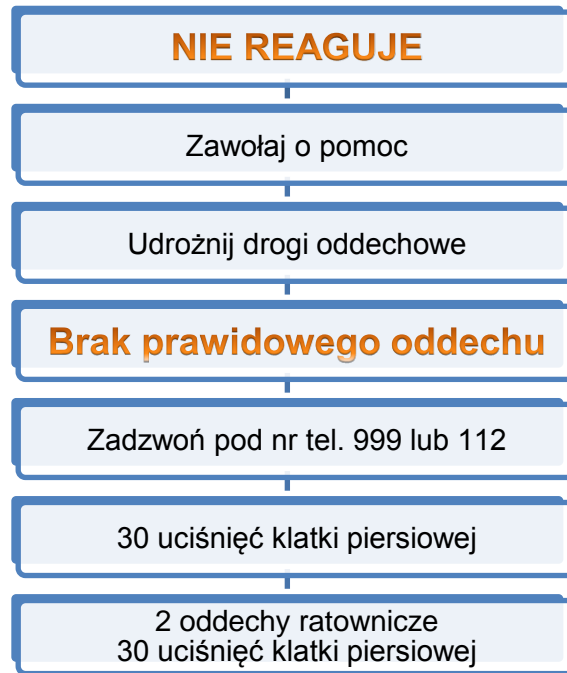 NIE REAGUJE
Zawołaj o pomoc
Udrożnij drogi oddechowe
Brak prawidowego oddechu
Zadzwoń pod nr tel. 999 lub 112
30 uciśnięć klatki piersiowej
2 oddechy ratownicze
30 uciśnięć klatki piersiowej